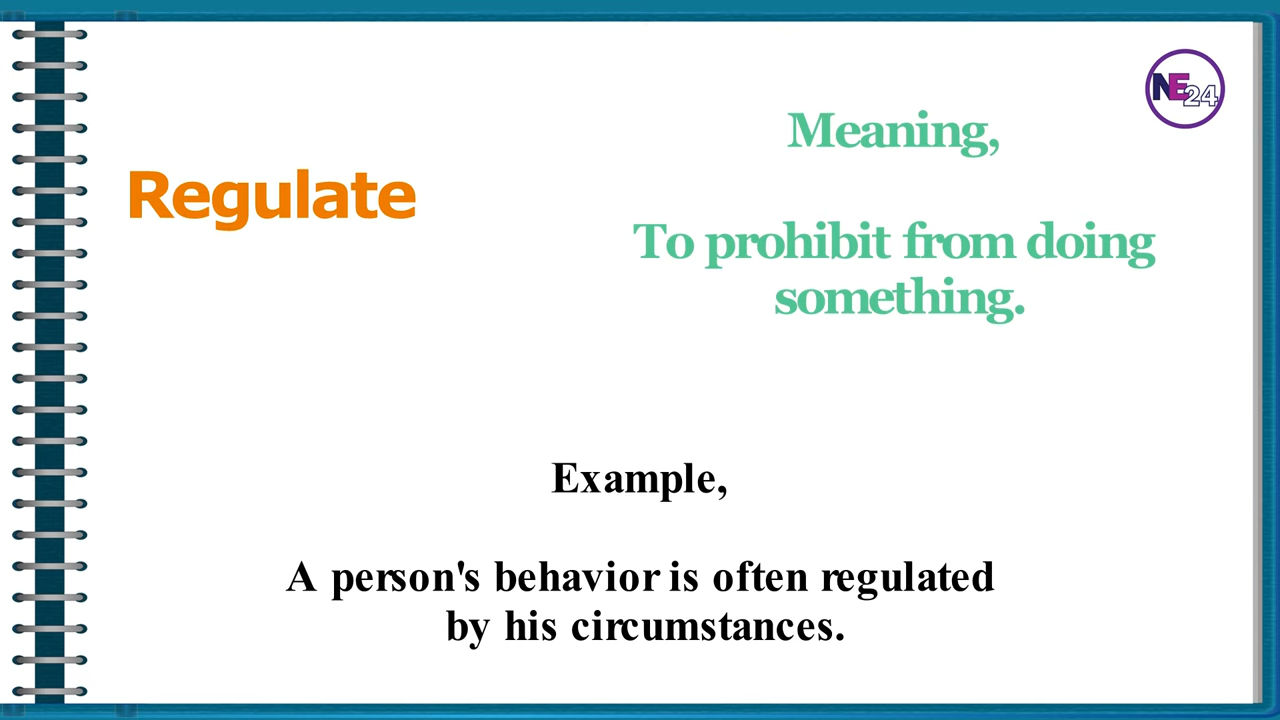 NE24
Regulate
Meaning,
To prohibit from doing
something.
Example,
A person's behavior is often regulated
by his circumstances.